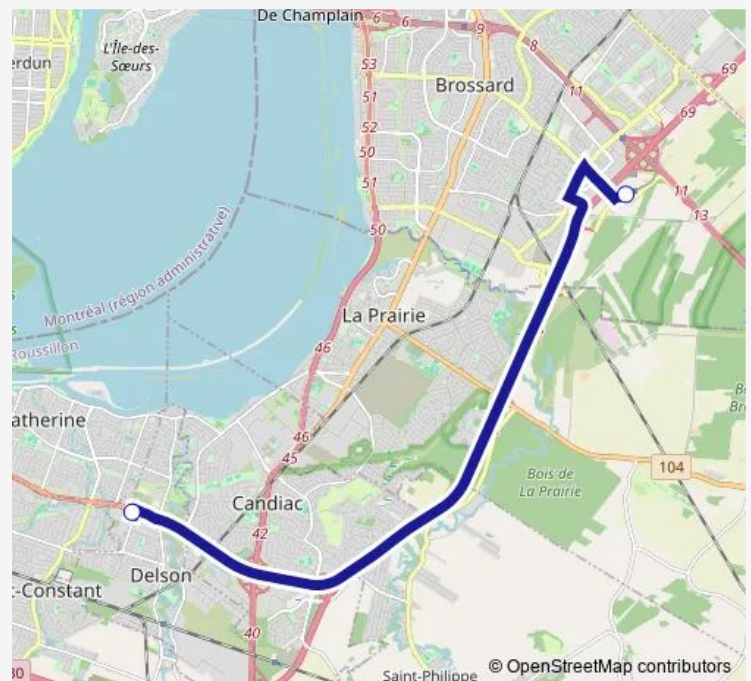 De Champlain
6
6
9
8
L'Île-des-
Sœurs
erdun
53
69
Brossard
51
11
69
52
50
51
11
13
50
Montréal (région administrative)
Roussillon
La Prairie
46
atherine
46
45
104
Bois de
La Prairie
Candiac
42
Delson
t-Constant
40
30
Saint-Philippe
© OpenStreetMap contributors